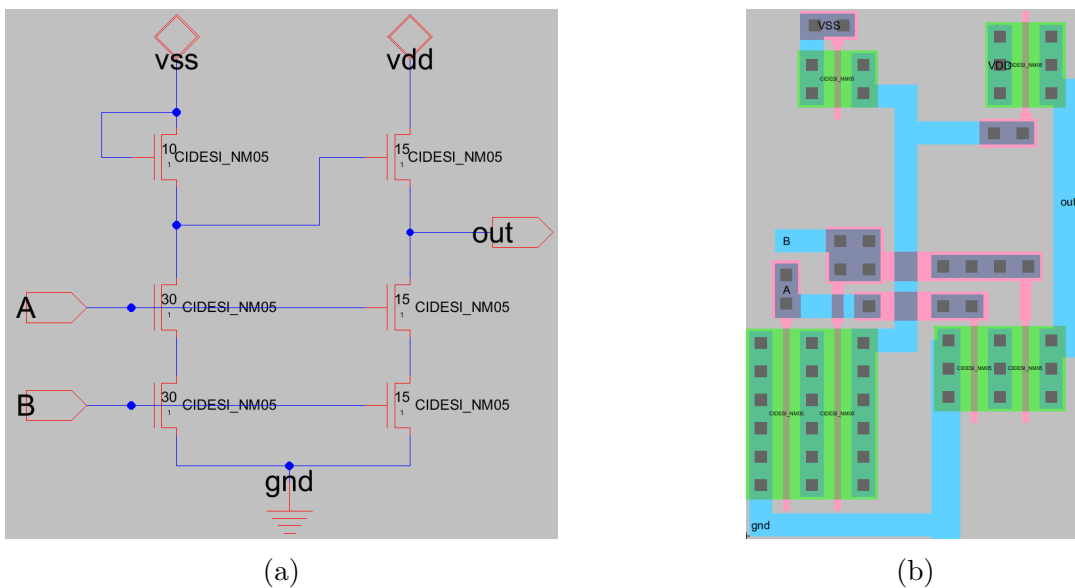 vss
vdd
10
1
CIDESI_NM05
15
1
CIDESI_NM05
out
A
30
1
CIDESI_NM05
15
1
CIDESI_NM05
B
30
1
CIDESI_NM05
15
1
CIDESI_NM05
gnd
(a)
VSS
CIDESI_NM05
VDD
CIDESI_NM05
out
B
A
CIDESI_NM05
CIDESI_NM05
CIDESI_NM05
CIDESI_NM05
gnd
(b)